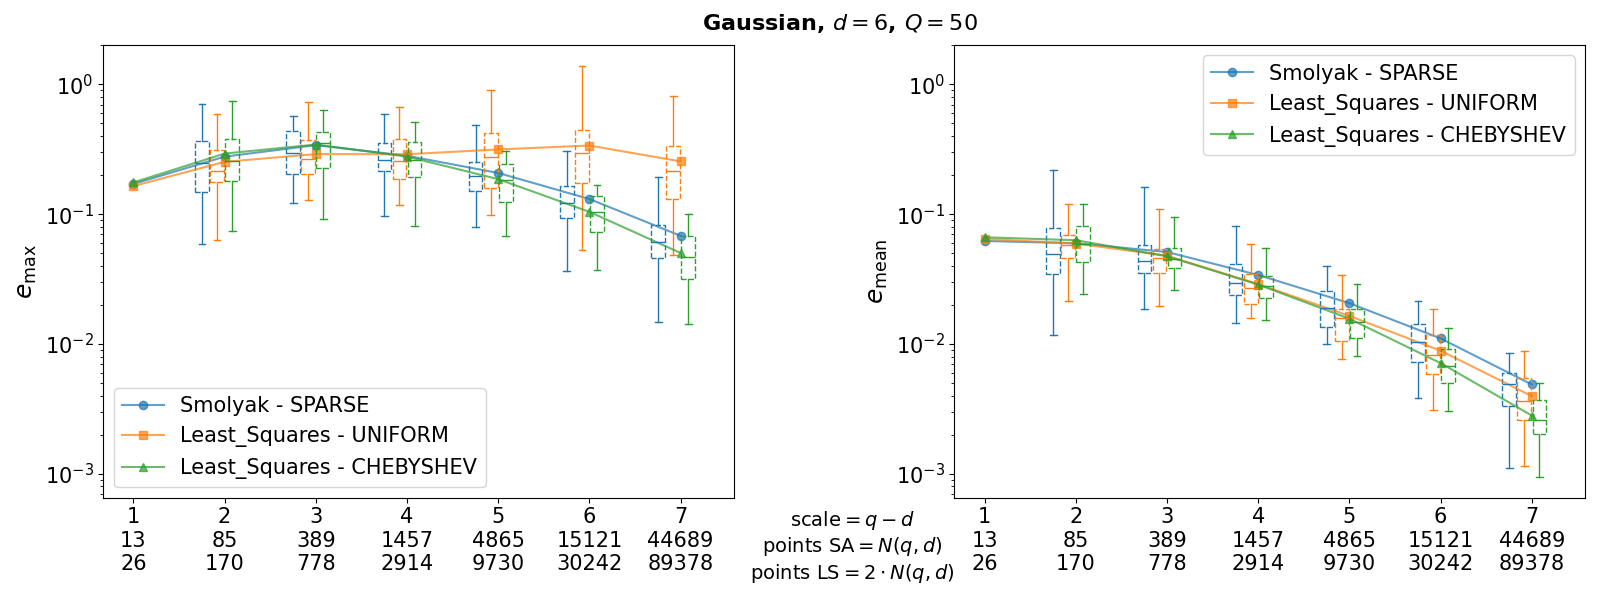 Gaussian, d = 6, Q = 50
10⁰
10⁻¹
10⁻²
10⁻³
e_max
Smolyak - SPARSE
Least_Squares - UNIFORM
Least_Squares - CHEBYSHEV
1 2 3 4 5 6 7
13 85 389 1457 4865 15121 44689
26 170 778 2914 9730 30242 89378
scale = q − d
points SA = N(q, d)
points LS = 2 · N(q, d)
10⁰
10⁻¹
10⁻²
10⁻³
e_mean
Smolyak - SPARSE
Least_Squares - UNIFORM
Least_Squares - CHEBYSHEV
1 2 3 4 5 6 7
13 85 389 1457 4865 15121 44689
26 170 778 2914 9730 30242 89378